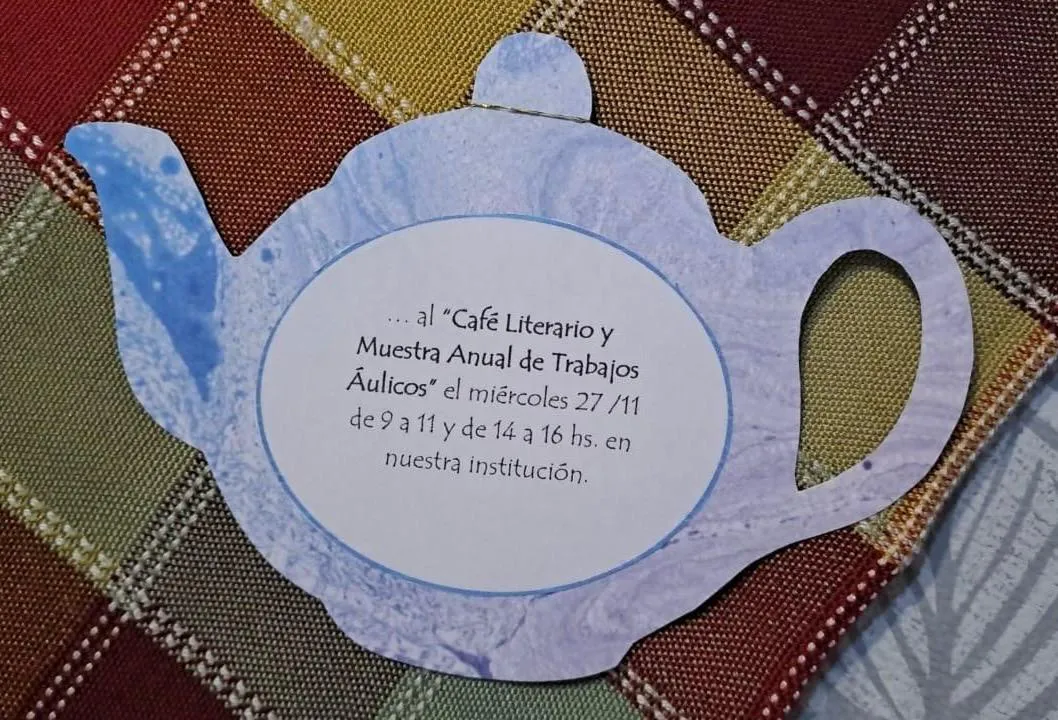 ... al "Café Literario y
Muestra Anual de Trabajos
Áulicos" el miércoles 27 /11
de 9 a 11 y de 14 a 16 hs. en
nuestra institución.